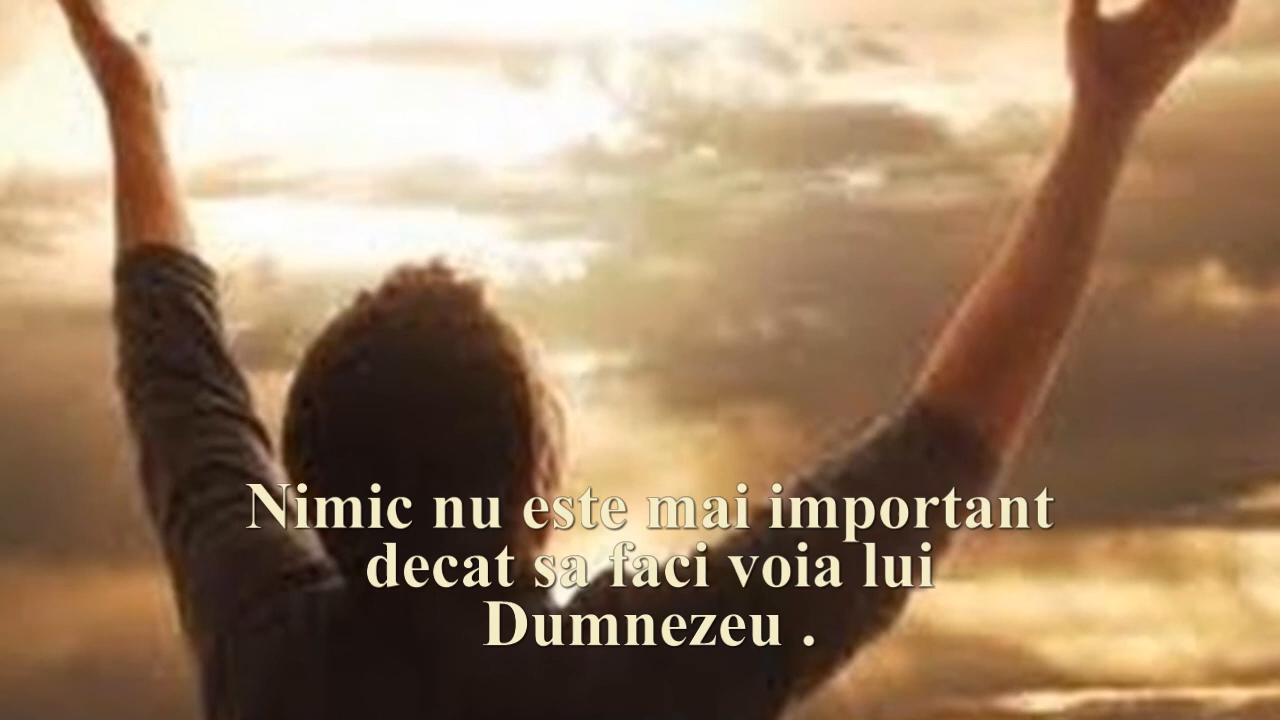 Nimic nu este mai important
decat sa faci voia lui
Dumnezeu .